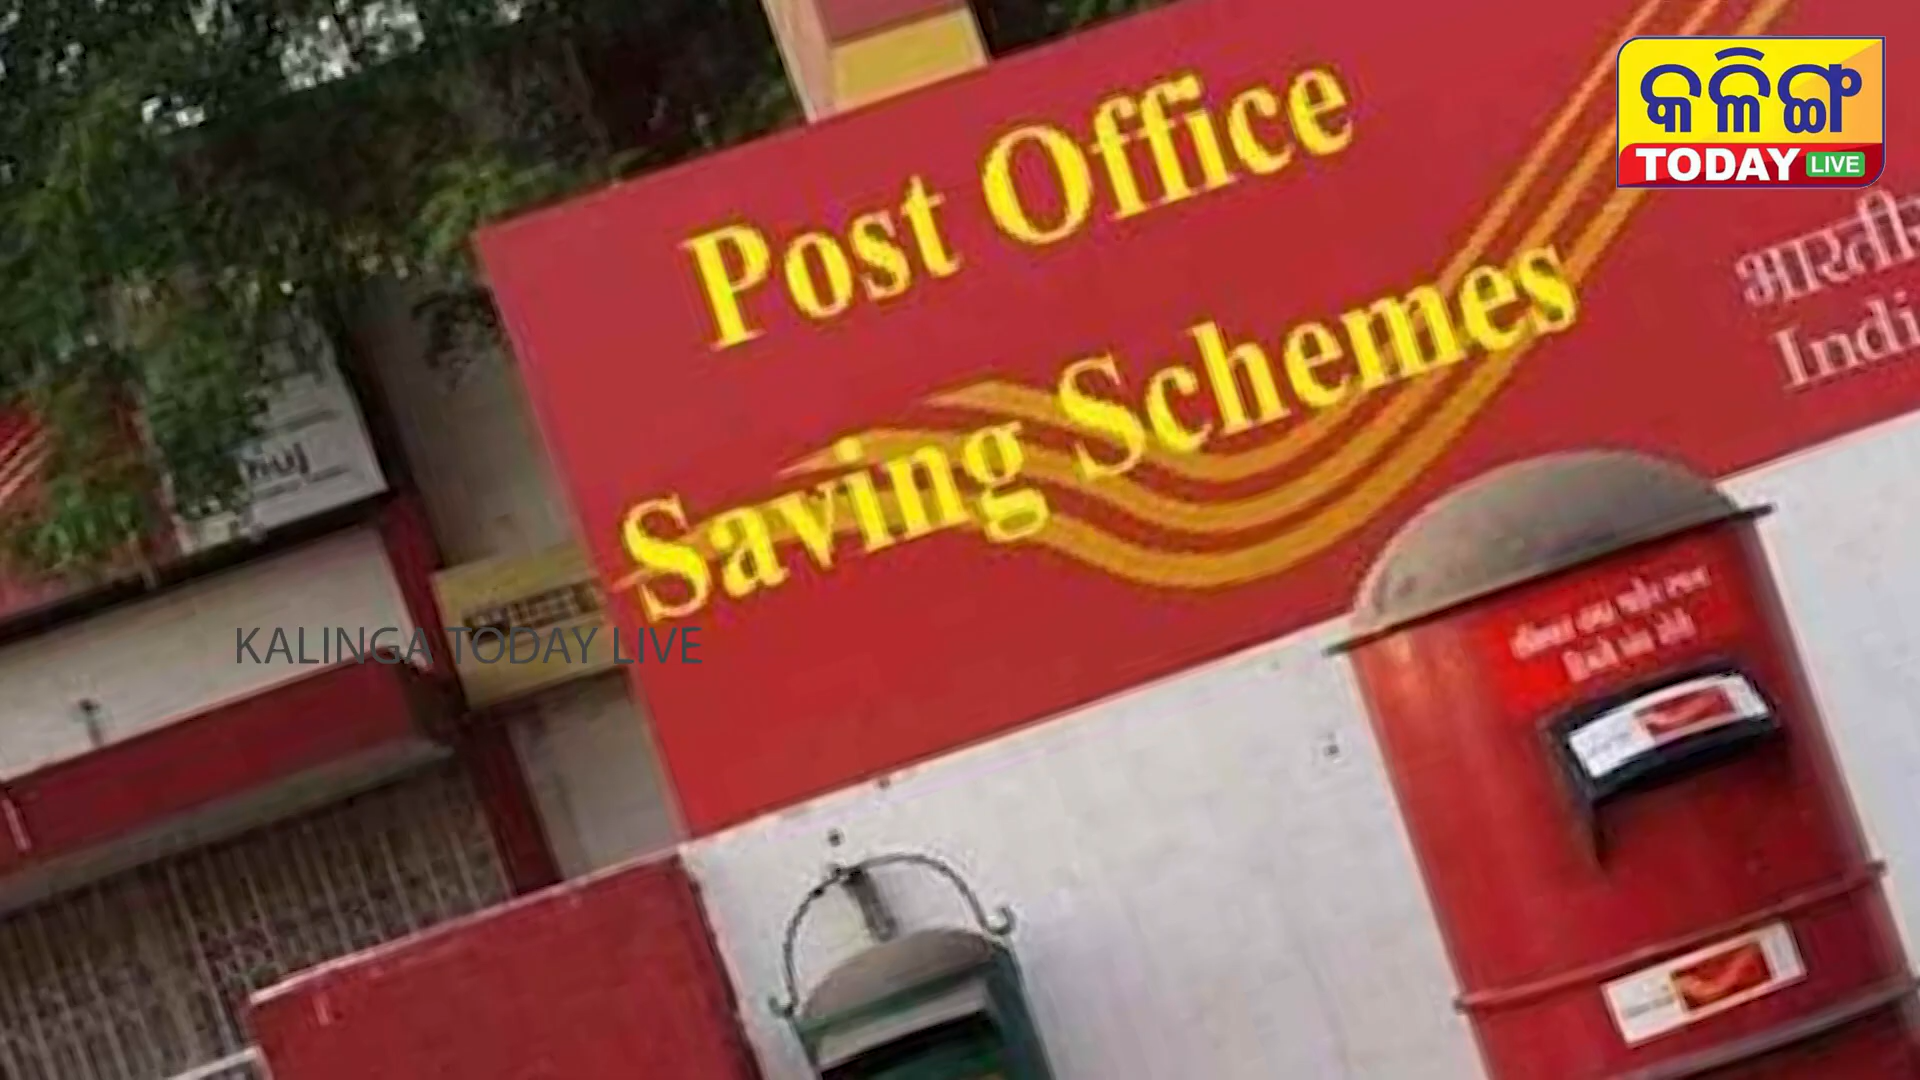 Post Office
Saving Schemes
କଳିଙ୍ଗ
TODAY LIVE
भारतीय
Indi
KALINGA TODAY LIVE